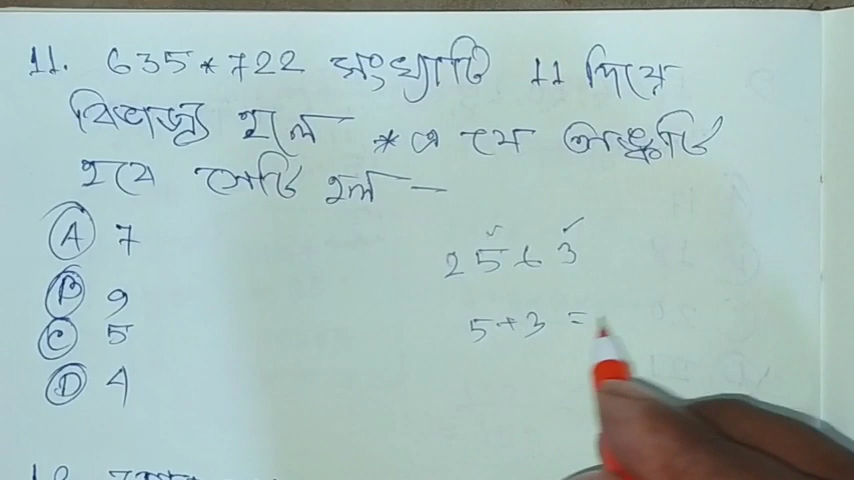 11. 635*722 সংখ্যাটি 11 দিয়ে
বিভাজ্য হলে *এ যে অঙ্কটি
হবে সেটি হল —
(A) 7
(B) 9
(C) 5
(D) 4
2563
5+3 =